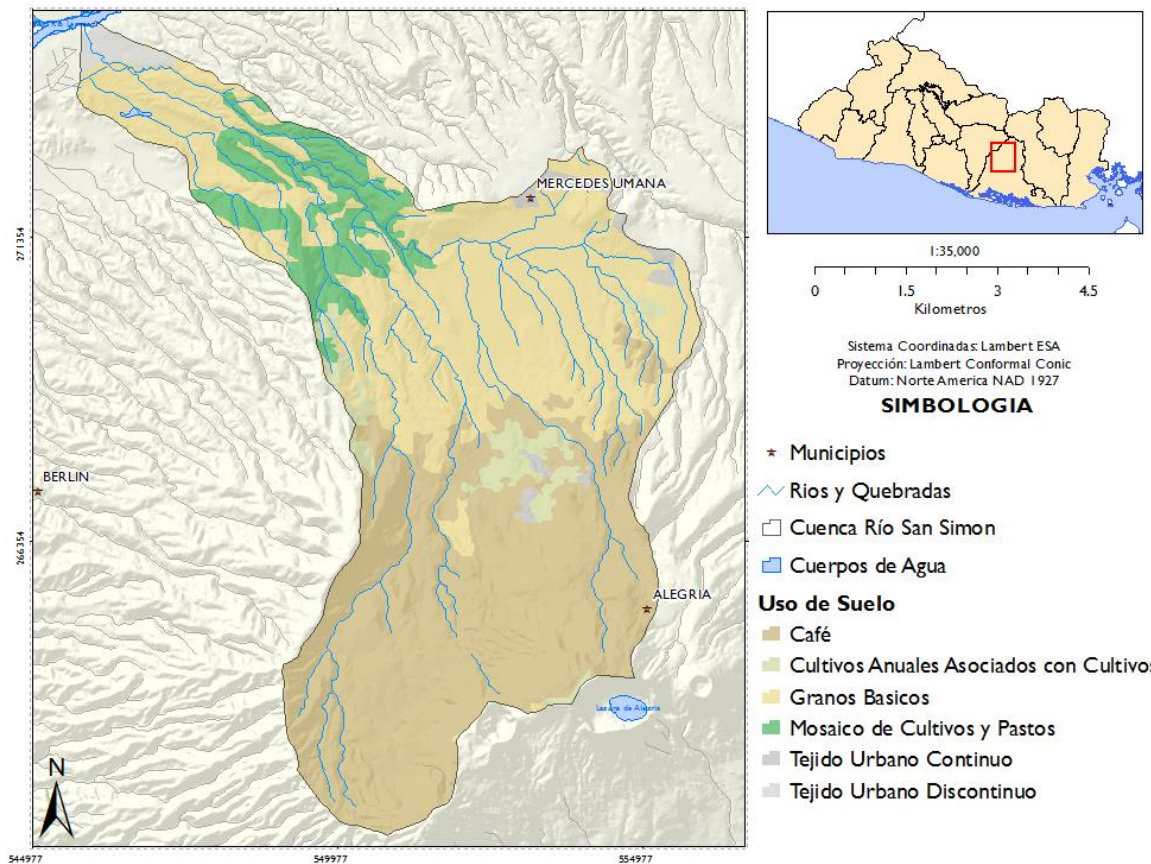 MERCEDES UMANA
BERLIN
ALEGRIA
Laguna de Alegria
271354
266354
544977
549977
554977
N
1:35,000
0 1.5 3 4.5
Kilometros
Sistema Coordinadas: Lambert ESA
Proyección: Lambert Conformal Conic
Datum: Norte America NAD 1927
SIMBOLOGIA
Municipios
Rios y Quebradas
Cuenca Río San Simon
Cuerpos de Agua
Uso de Suelo
Café
Cultivos Anuales Asociados con Cultivos
Granos Basicos
Mosaico de Cultivos y Pastos
Tejido Urbano Continuo
Tejido Urbano Discontinuo